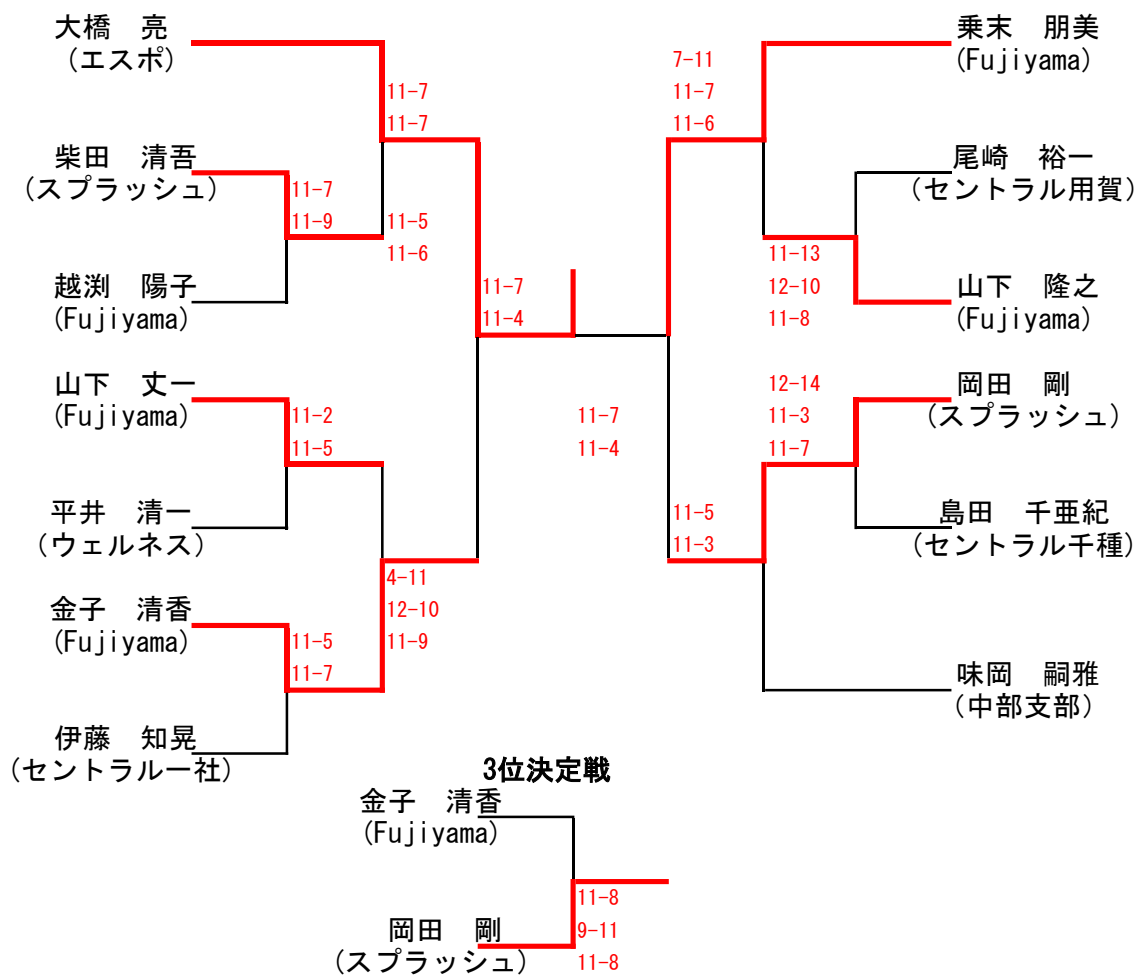 大橋　亮
(エスポ)
11-7
11-7
柴田　清吾
(スプラッシュ)
11-7
11-9
11-5
11-6
越渕　陽子
(Fujiyama)
11-7
11-4
山下　丈一
(Fujiyama)
11-2
11-5
平井　清一
(ウェルネス)
4-11
12-10
11-9
金子　清香
(Fujiyama)
11-5
11-7
伊藤　知晃
(セントラル一社)
11-7
11-4
乗末　朋美
(Fujiyama)
7-11
11-7
11-6
尾崎　裕一
(セントラル用賀)
11-13
12-10
11-8
山下　隆之
(Fujiyama)
12-14
11-3
11-7
岡田　剛
(スプラッシュ)
島田　千亜紀
(セントラル千種)
11-5
11-3
味岡　嗣雅
(中部支部)
3位決定戦
金子　清香
(Fujiyama)
11-8
9-11
11-8
岡田　剛
(スプラッシュ)